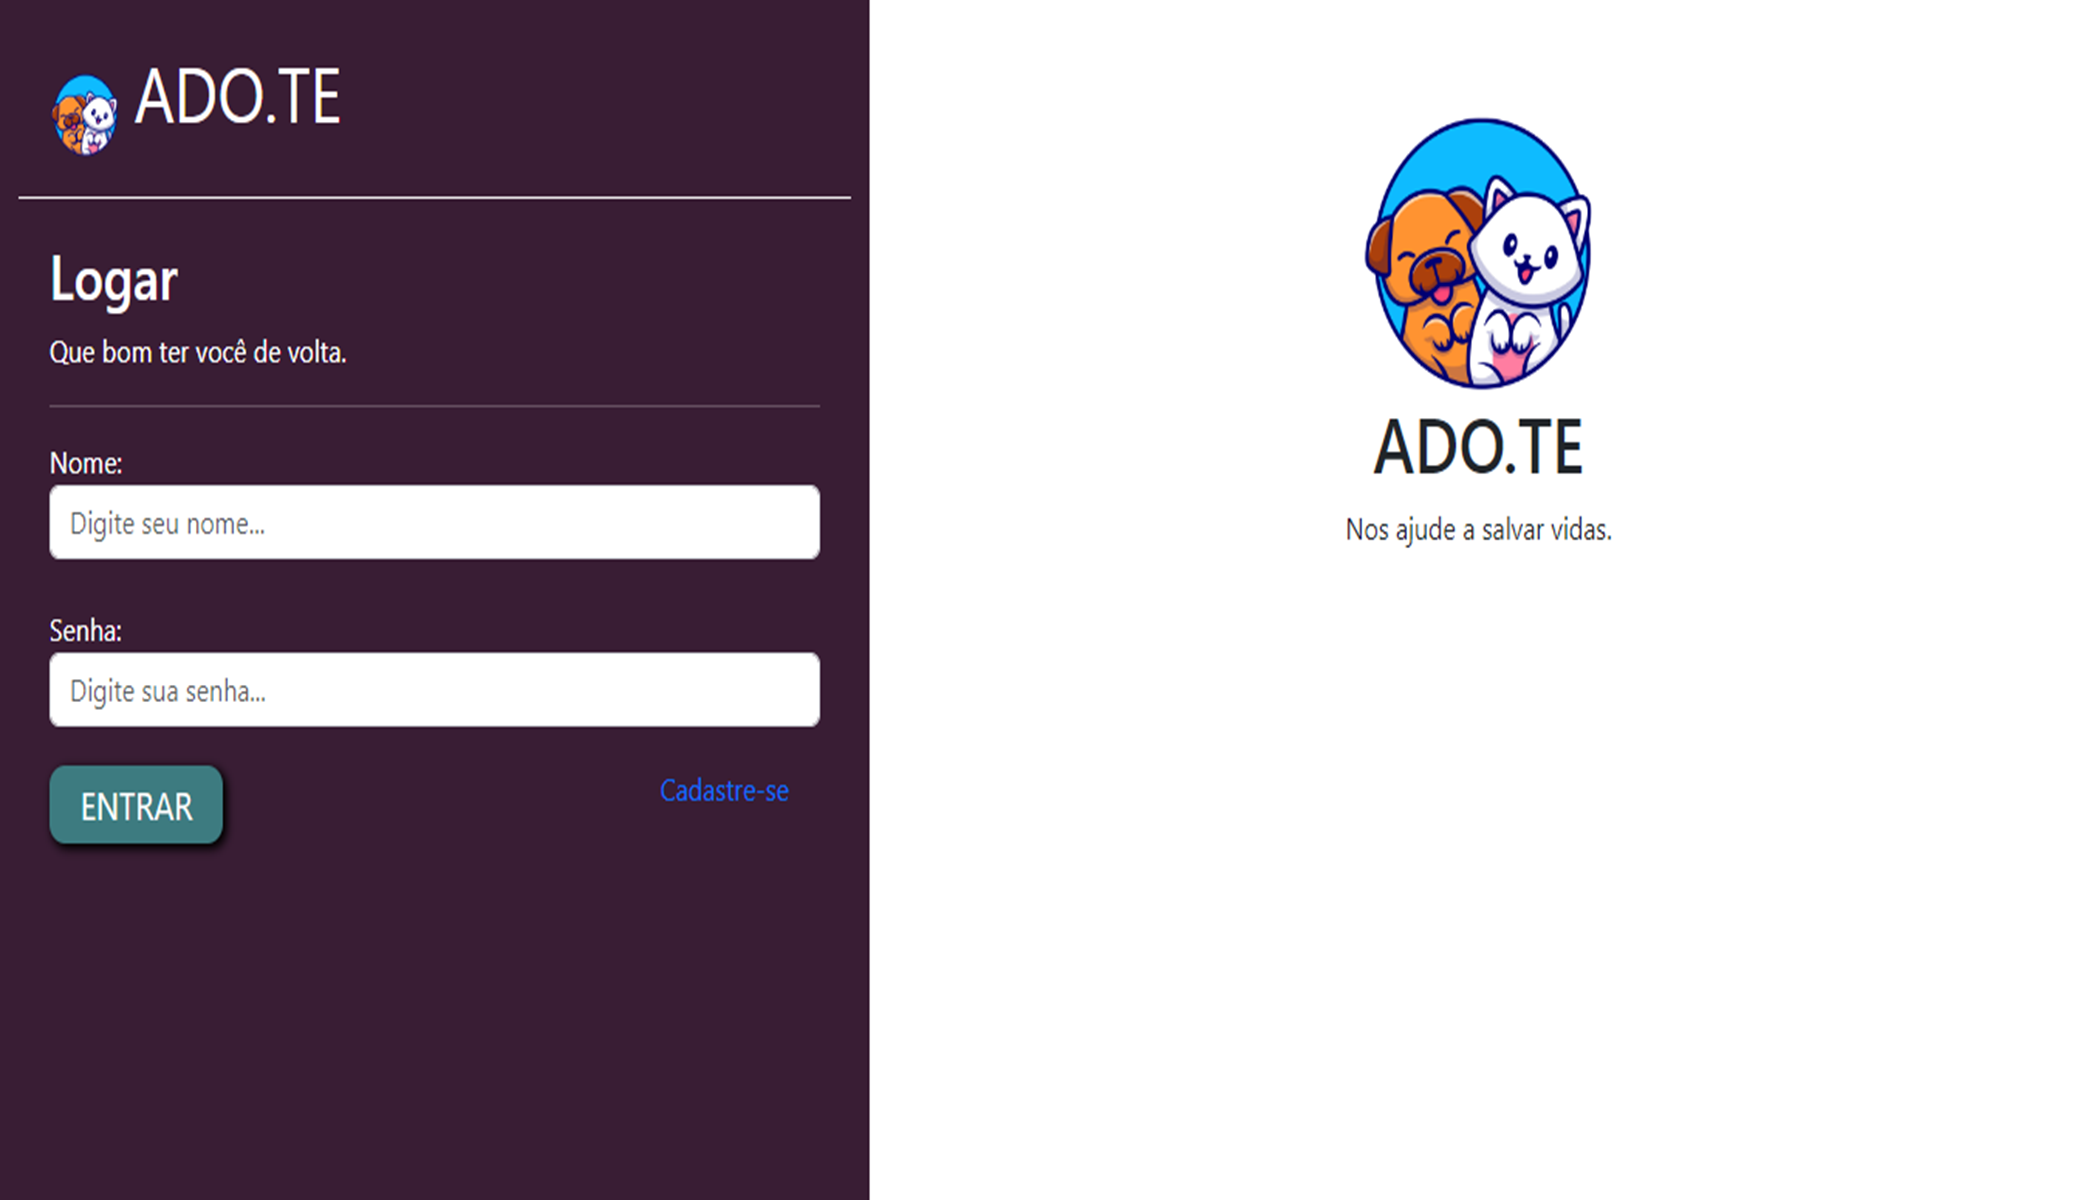 ADO.TE
Logar
Que bom ter você de volta.
Nome:
Digite seu nome...
Senha:
Digite sua senha...
ENTRAR
Cadastre-se
ADO.TE
Nos ajude a salvar vidas.